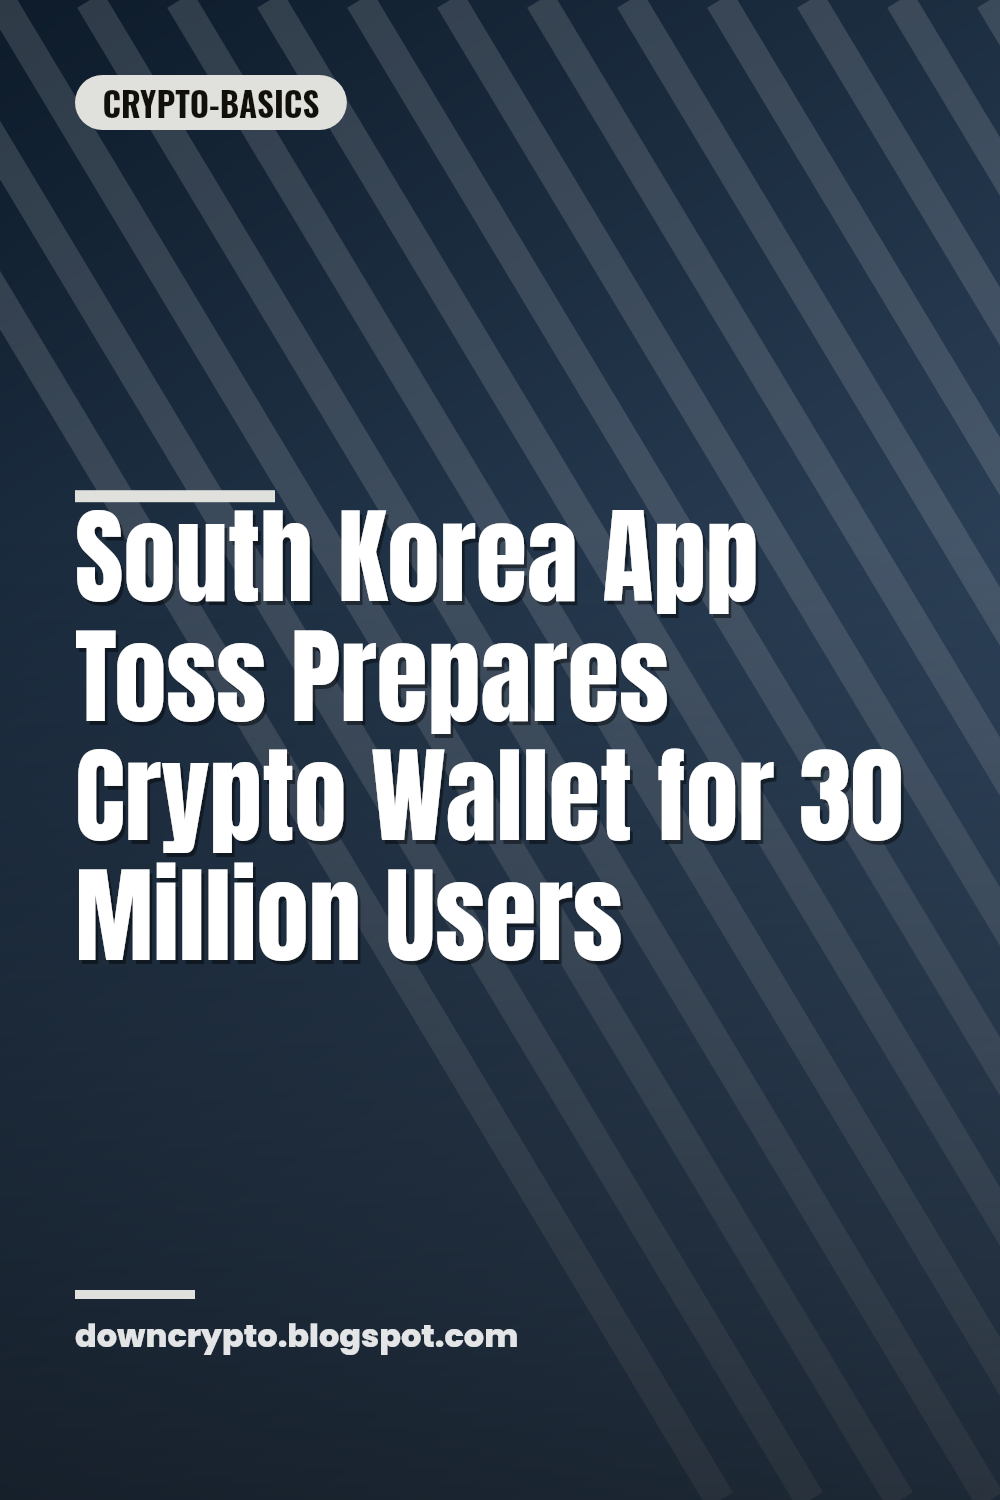 CRYPTO-BASICS
South Korea App
Toss Prepares
Crypto Wallet for 30
Million Users
downcrypto.blogspot.com